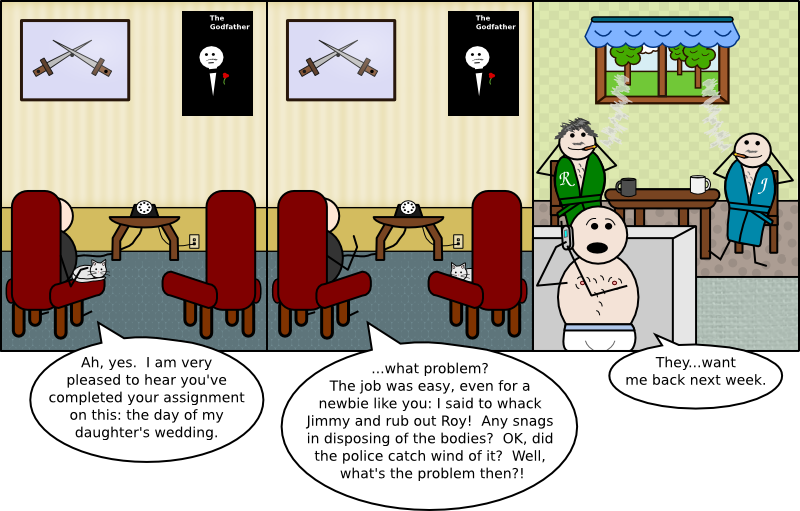 The
Godfather
The
Godfather
R
J
Ah, yes.  I am very
pleased to hear you've
completed your assignment
on this: the day of my
daughter's wedding.
...what problem?
The job was easy, even for a
newbie like you: I said to whack
Jimmy and rub out Roy!  Any snags
in disposing of the bodies?  OK, did
the police catch wind of it?  Well,
what's the problem then?!
They...want
me back next week.